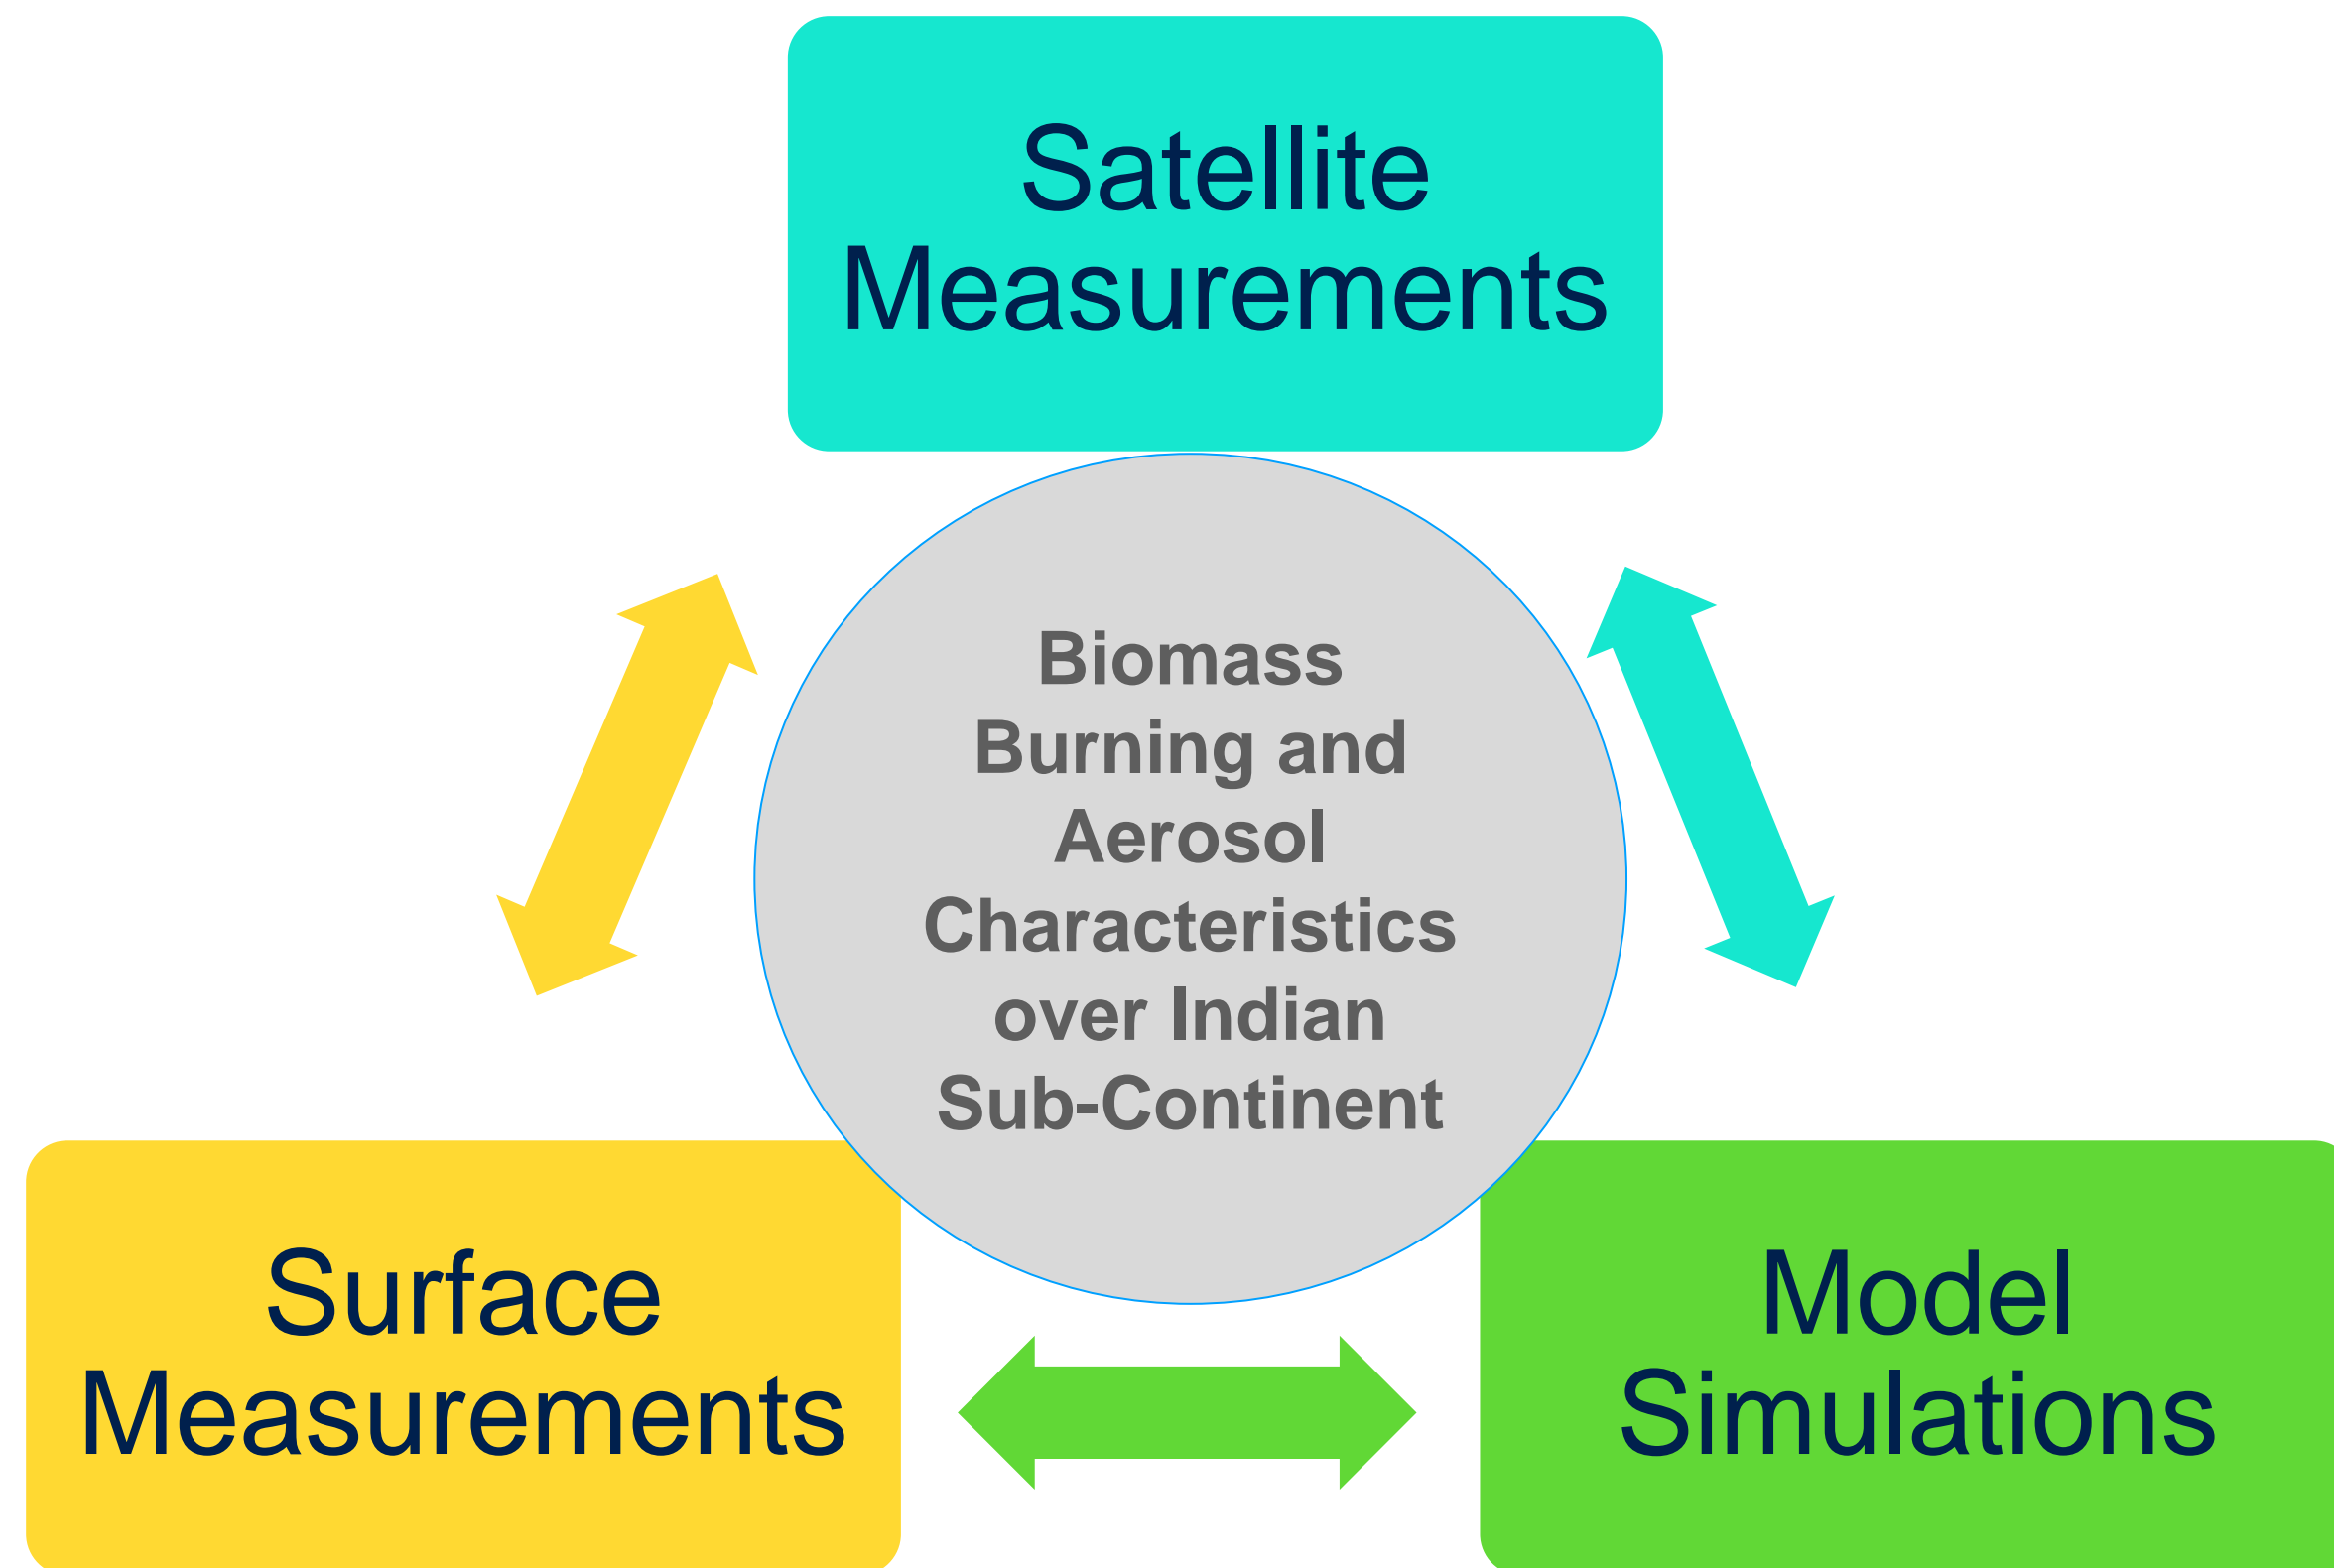 Satellite
Measurements
Biomass
Burning and
Aerosol
Characteristics
over Indian
Sub-Continent
Surface
Measurements
Model
Simulations